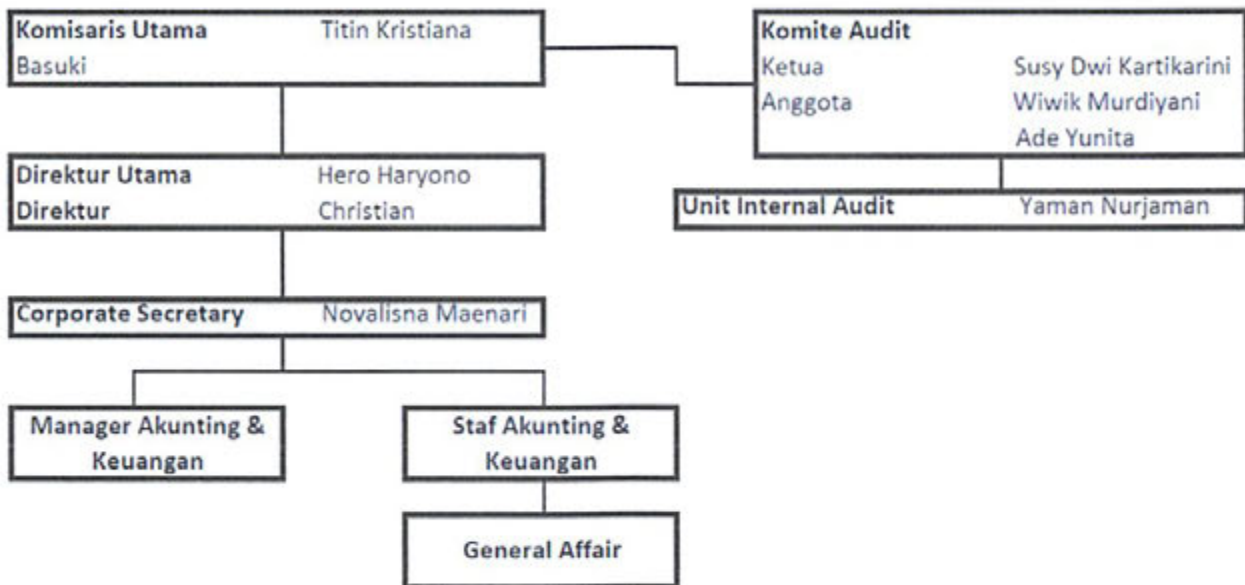 Komisaris Utama Titin Kristiana
Basuki
Komite Audit
Ketua Susy Dwi Kartikarini
Anggota Wiwik Murdiyani
Ade Yunita
Direktur Utama Hero Haryono
Direktur Christian
Unit Internal Audit Yaman Nurjaman
Corporate Secretary Novalisna Maenari
Manager Akunting &
Keuangan
Staf Akunting &
Keuangan
General Affair